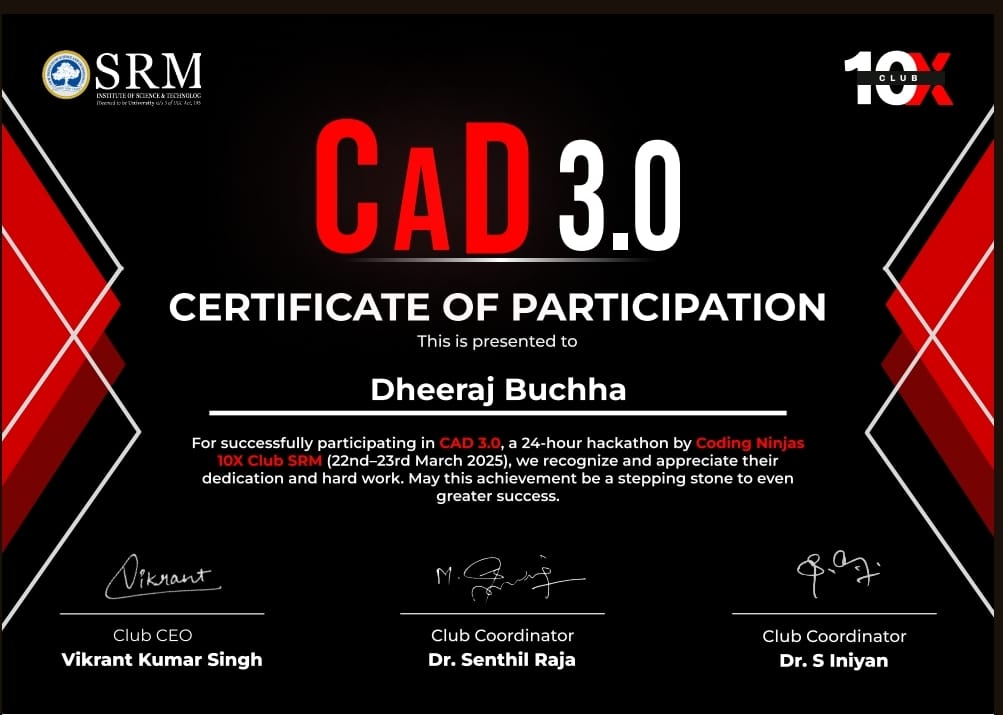 SRM
INSTITUTE OF SCIENCE & TECHNOLOG
Deemed to be University u/s 3 of UGC Act, 195
10X
CLUB
CAD 3.0
CERTIFICATE OF PARTICIPATION
This is presented to
Dheeraj Buchha
For successfully participating in CAD 3.0, a 24-hour hackathon by Coding Ninjas
10X Club SRM (22nd–23rd March 2025), we recognize and appreciate their
dedication and hard work. May this achievement be a stepping stone to even
greater success.
Vikrant
Club CEO
Vikrant Kumar Singh
Club Coordinator
Dr. Senthil Raja
Club Coordinator
Dr. S Iniyan